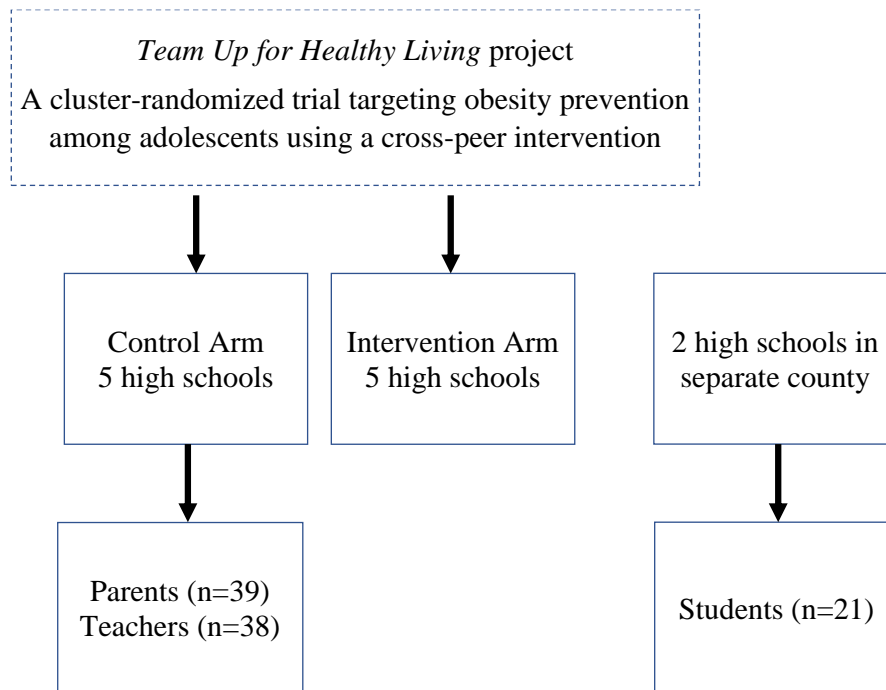 Team Up for Healthy Living project
A cluster-randomized trial targeting obesity prevention
among adolescents using a cross-peer intervention
Control Arm
5 high schools
Intervention Arm
5 high schools
2 high schools in
separate county
Parents (n=39)
Teachers (n=38)
Students (n=21)